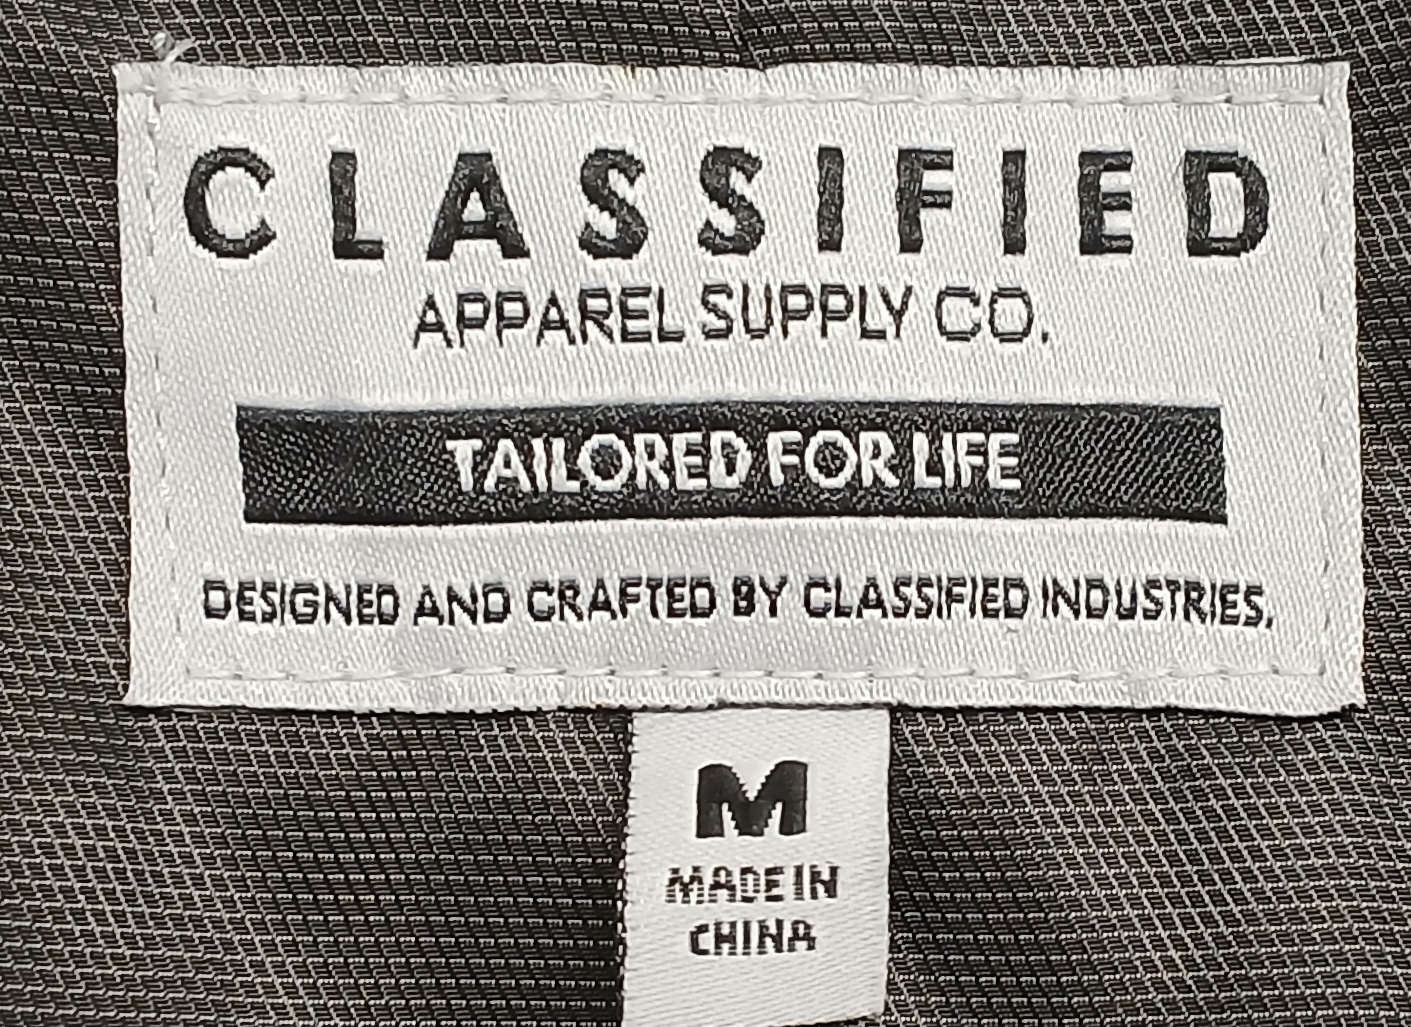 CLASSIFIED
APPAREL SUPPLY CO.
TAILORED FOR LIFE
DESIGNED AND CRAFTED BY CLASSIFIED INDUSTRIES.
M
MADE IN
CHINA